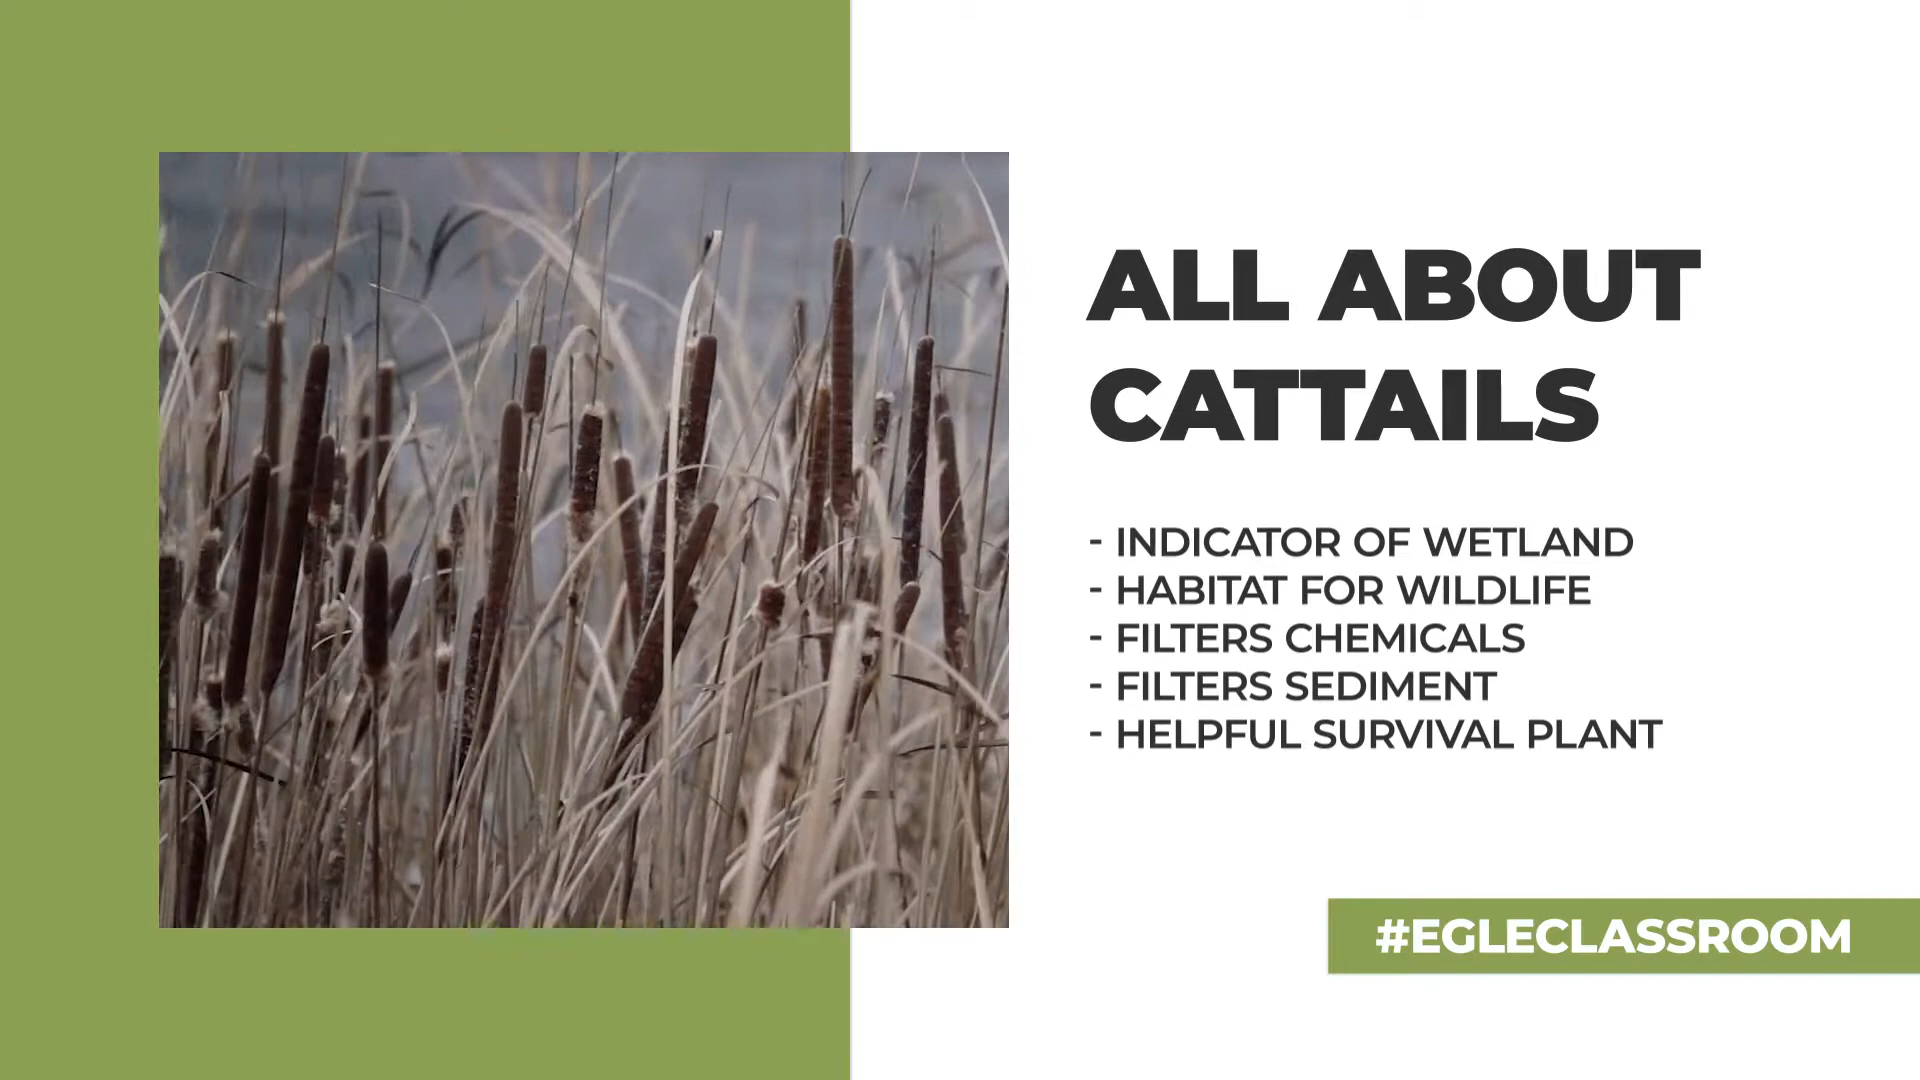 ALL ABOUT
CATTAILS
- INDICATOR OF WETLAND
- HABITAT FOR WILDLIFE
- FILTERS CHEMICALS
- FILTERS SEDIMENT
- HELPFUL SURVIVAL PLANT
#EGLECLASSROOM